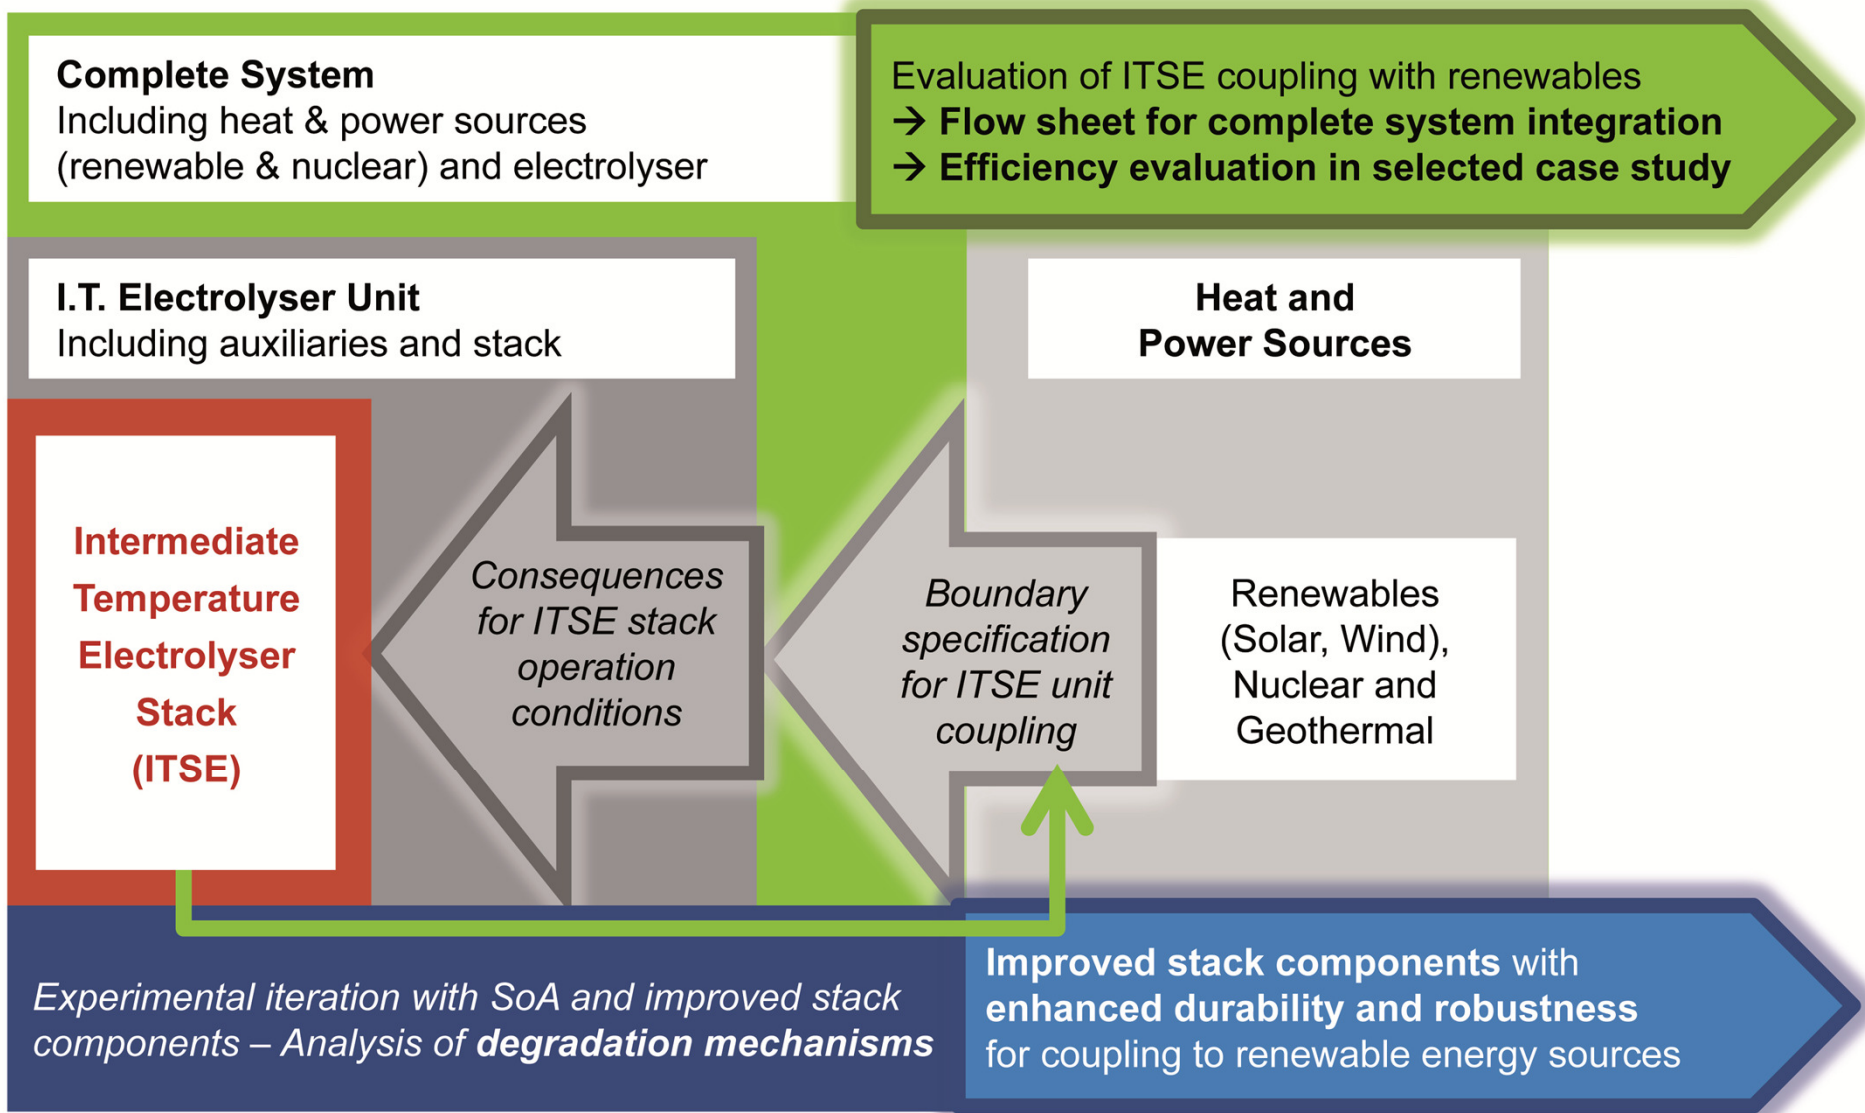 Complete System
Including heat & power sources
(renewable & nuclear) and electrolyser
Evaluation of ITSE coupling with renewables
→ Flow sheet for complete system integration
→ Efficiency evaluation in selected case study
I.T. Electrolyser Unit
Including auxiliaries and stack
Heat and
Power Sources
Intermediate
Temperature
Electrolyser
Stack
(ITSE)
Consequences
for ITSE stack
operation
conditions
Boundary
specification
for ITSE unit
coupling
Renewables
(Solar, Wind),
Nuclear and
Geothermal
Experimental iteration with SoA and improved stack
components – Analysis of degradation mechanisms
Improved stack components with
enhanced durability and robustness
for coupling to renewable energy sources